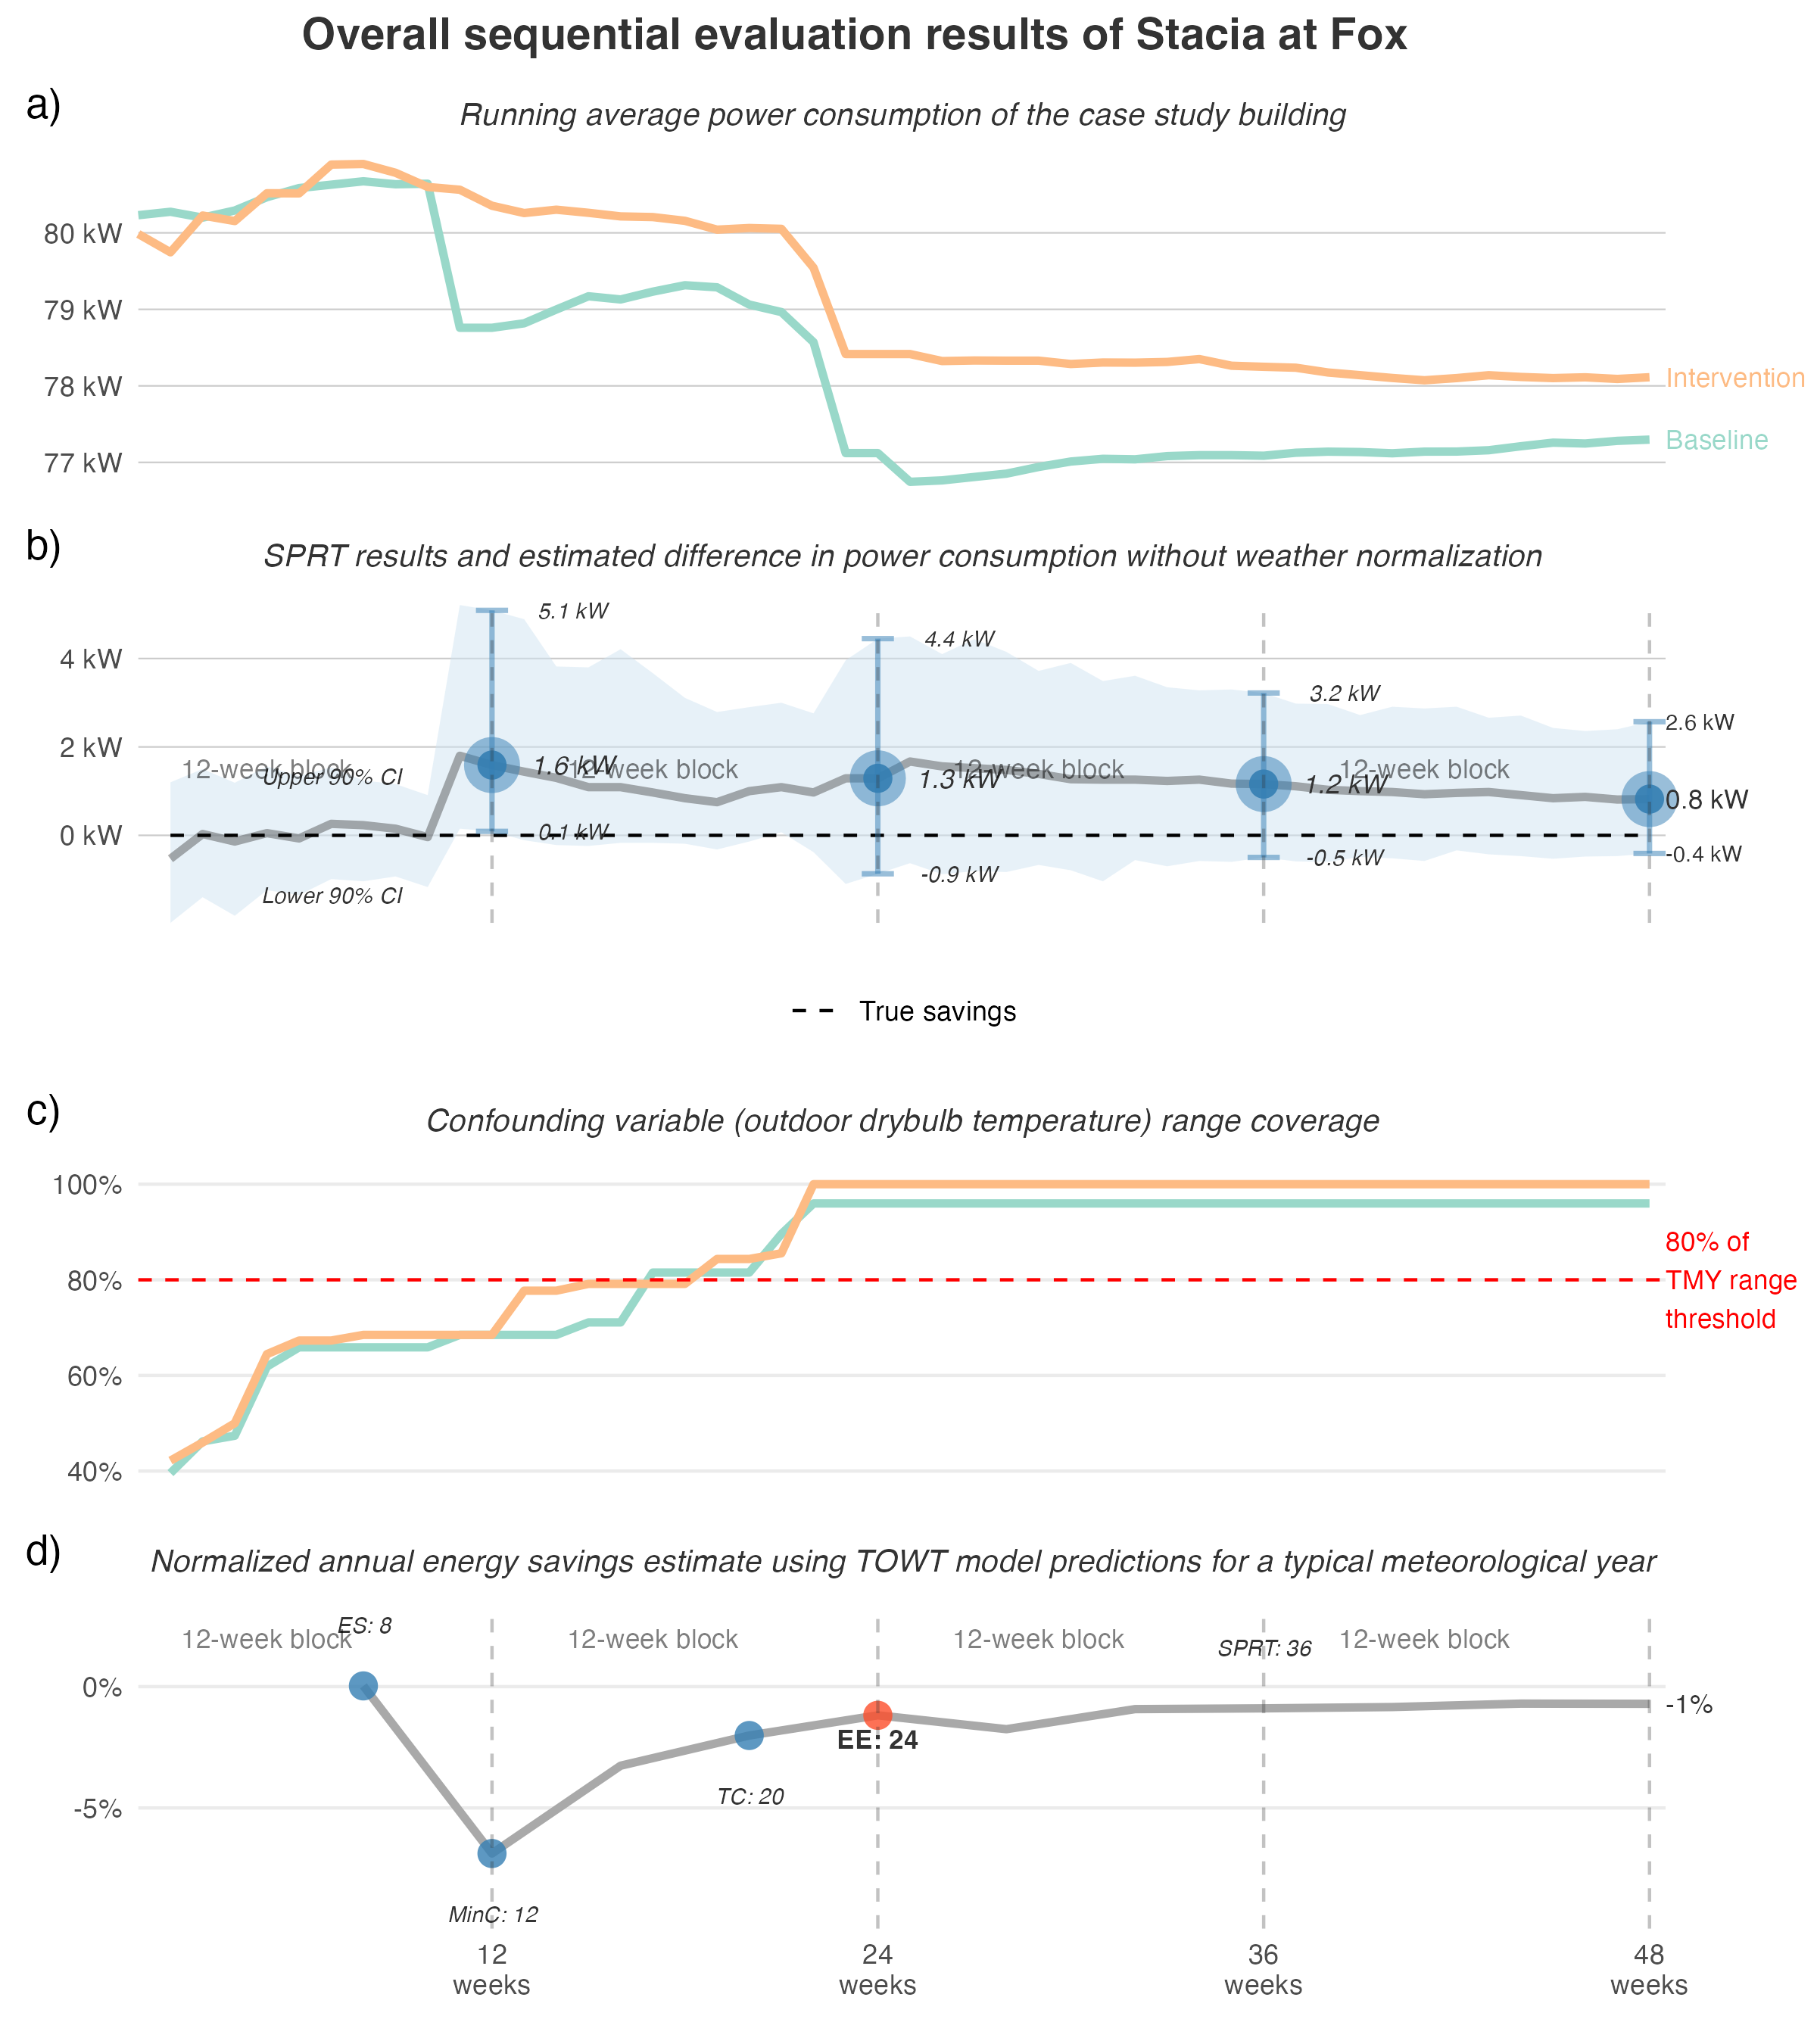 Overall sequential evaluation results of Stacia at Fox
a)
Running average power consumption of the case study building
80 kW
79 kW
78 kW
77 kW
Intervention
Baseline
b)
SPRT results and estimated difference in power consumption without weather normalization
4 kW
2 kW
0 kW
12-week block
12-week block
12-week block
12-week block
Upper 90% CI
Lower 90% CI
5.1 kW
1.6 kW
0.1 kW
4.4 kW
1.3 kW
-0.9 kW
3.2 kW
1.2 kW
-0.5 kW
2.6 kW
0.8 kW
-0.4 kW
True savings
c)
Confounding variable (outdoor drybulb temperature) range coverage
100%
80%
60%
40%
80% of
TMY range
threshold
d)
Normalized annual energy savings estimate using TOWT model predictions for a typical meteorological year
12-week block
12-week block
12-week block
12-week block
ES: 8
SPRT: 36
0%
-5%
-1%
EE: 24
TC: 20
MinC: 12
12
weeks
24
weeks
36
weeks
48
weeks